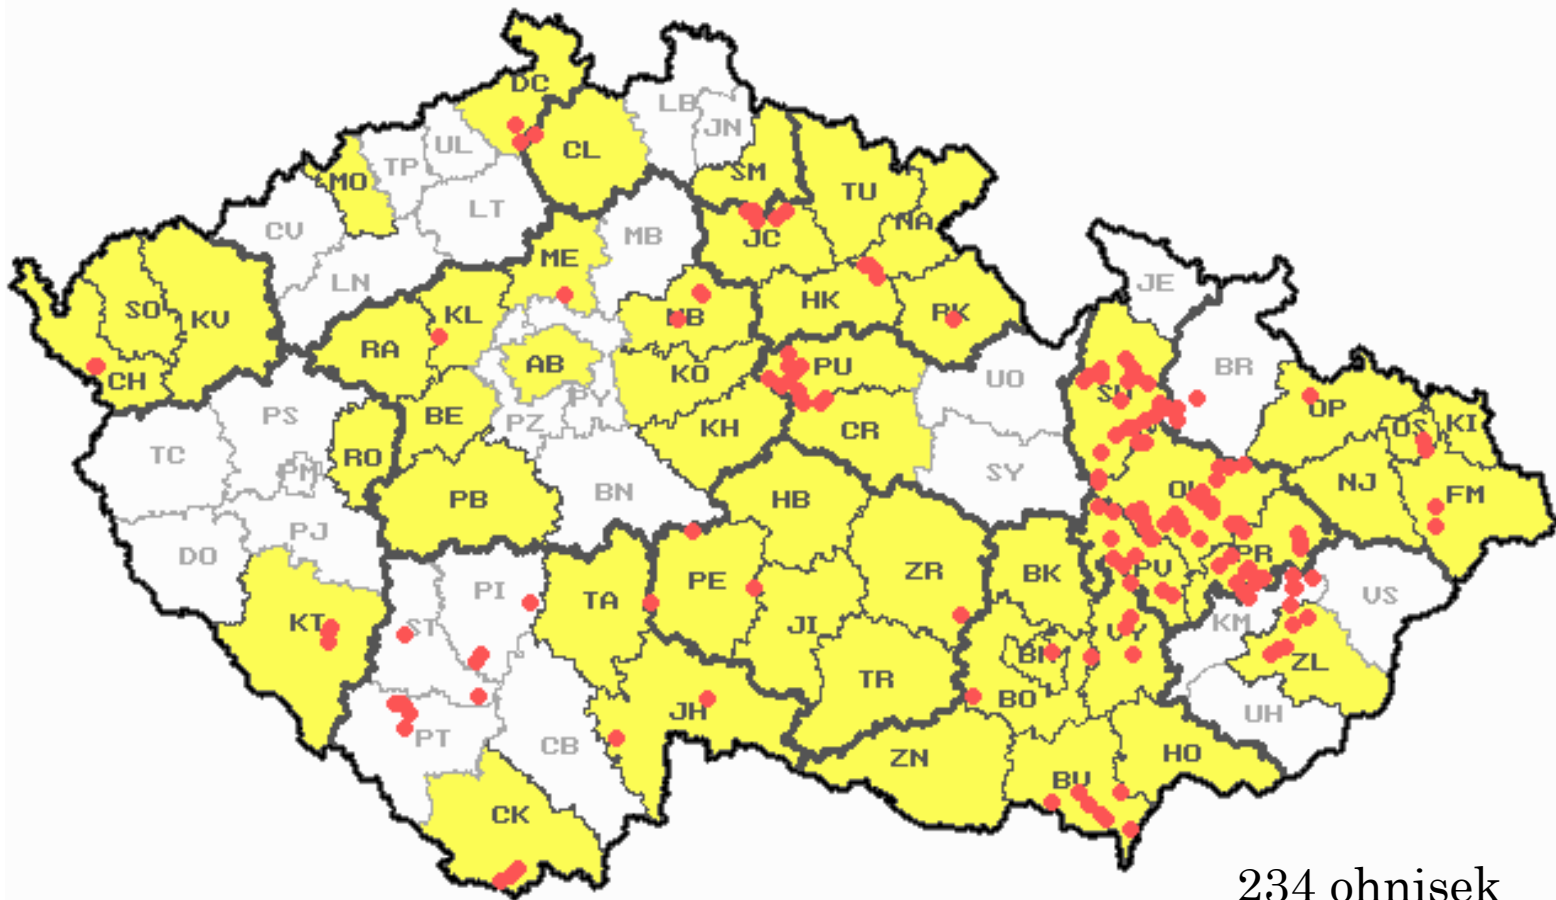 DC
LB
JN
CL
UL
TP
MO
SM
TU
LT
NA
CV
MB
JC
ME
LN
JE
SO
KV
KL
HK
RK
NB
RA
AB
KO
PU
UO
BR
CH
PS
BE
PZ
PY
KH
CR
OP
OS
KI
TC
PM
RO
SY
PB
BN
HB
NJ
FM
PJ
DO
PR
PE
ZR
BK
PV
PI
TA
VS
KT
ST
JI
VY
KM
BO
ZL
TR
JH
PT
CB
UH
ZN
HO
BV
CK
234 ohnisek